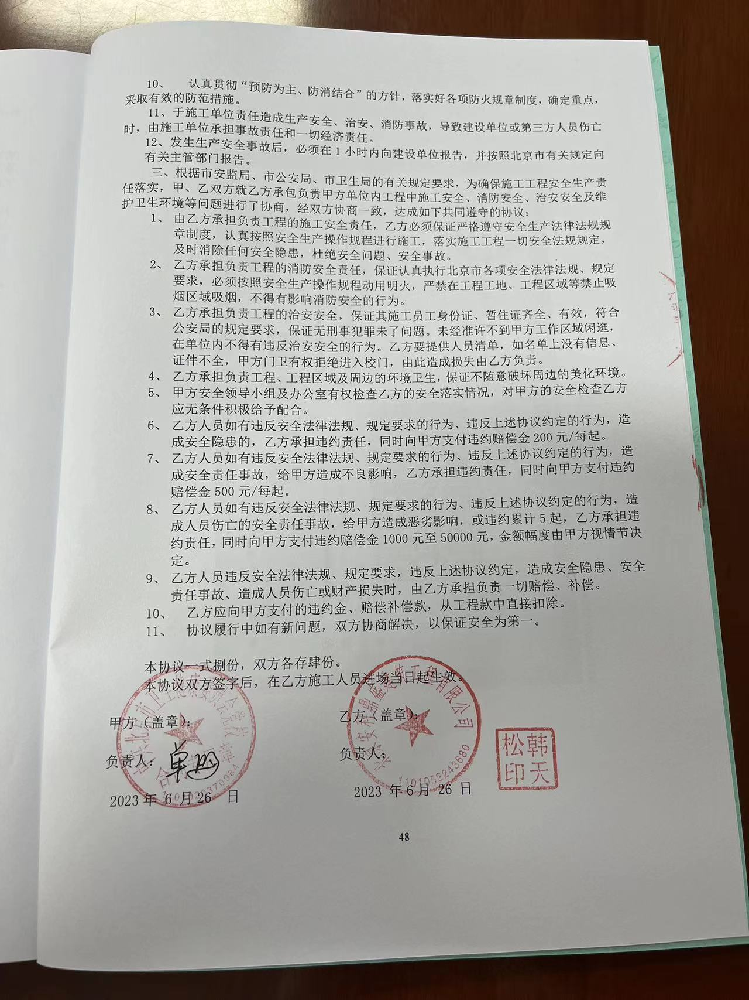 10、 认真贯彻“预防为主、防消结合”的方针，落实好各项防火规章制度，确定重点，
采取有效的防范措施。
11、于施工单位责任造成生产安全、治安、消防事故，导致建设单位或第三方人员伤亡
时，由施工单位承担事故责任和一切经济责任。
12、发生生产安全事故后，必须在1小时内向建设单位报告，并按照北京市有关规定向
有关主管部门报告。
三、根据市安监局、市公安局、市卫生局的有关规定要求，为确保施工工程安全生产责
任落实，甲、乙双方就乙方承包负责甲方单位内工程中施工安全、消防安全、治安安全及维
护卫生环境等问题进行了协商，经双方协商一致，达成如下共同遵守的协议：
1、 由乙方承担负责工程的施工安全责任，乙方必须保证严格遵守安全生产法律法规规
章制度，认真按照安全生产操作规程进行施工，落实施工工程一切安全法规规定，
及时消除任何安全隐患，杜绝安全问题、安全事故。
2、 乙方承担负责工程的消防安全责任，保证认真执行北京市各项安全法律法规、规定
要求，必须按照安全生产操作规程动用明火，严禁在工程工地、工程区域等禁止吸
烟区域吸烟，不得有影响消防安全的行为。
3、 乙方承担负责工程的治安安全，保证其施工员工身份证、暂住证齐全、有效，符合
公安局的规定要求，保证无刑事犯罪未了问题。未经准许不到甲方工作区域闲逛，
在单位内不得有违反治安安全的行为。乙方要提供人员清单，如名单上没有信息、
证件不全，甲方门卫有权拒绝进入校门，由此造成损失由乙方负责。
4、 乙方承担负责工程、工程区域及周边的环境卫生，保证不随意破坏周边的美化环境。
5、 甲方安全领导小组及办公室有权检查乙方的安全落实情况，对甲方的安全检查乙方
应无条件积极给予配合。
6、 乙方人员如有违反安全法律法规、规定要求的行为、违反上述协议约定的行为，造
成安全隐患的，乙方承担违约责任，同时向甲方支付违约赔偿金200元/每起。
7、 乙方人员如有违反安全法律法规、规定要求的行为、违反上述协议约定的行为，造
成安全责任事故，给甲方造成不良影响，乙方承担违约责任，同时向甲方支付违约
赔偿金500元/每起。
8、 乙方人员如有违反安全法律法规、规定要求的行为、违反上述协议约定的行为，造
成人员伤亡的安全责任事故，给甲方造成恶劣影响，或违约累计5起，乙方承担违
约责任，同时向甲方支付违约赔偿金1000元至50000元，金额幅度由甲方视情节决
定。
9、 乙方人员违反安全法律法规、规定要求，违反上述协议约定，造成安全隐患、安全
责任事故、造成人员伤亡或财产损失时，由乙方承担负责一切赔偿、补偿。
10、 乙方应向甲方支付的违约金、赔偿补偿款，从工程款中直接扣除。
11、 协议履行中如有新问题，双方协商解决，以保证安全为第一。
本协议一式捌份，双方各存肆份。
本协议双方签字后，在乙方施工人员进场当日起生效。
甲方（盖章）： 乙方（盖章）：
负责人： 负责人：
2023年 6 月 26 日 2023 年6月 26 日
北京安科鼎盛建筑工程有限公司
1101052243680
韩天
松印
48